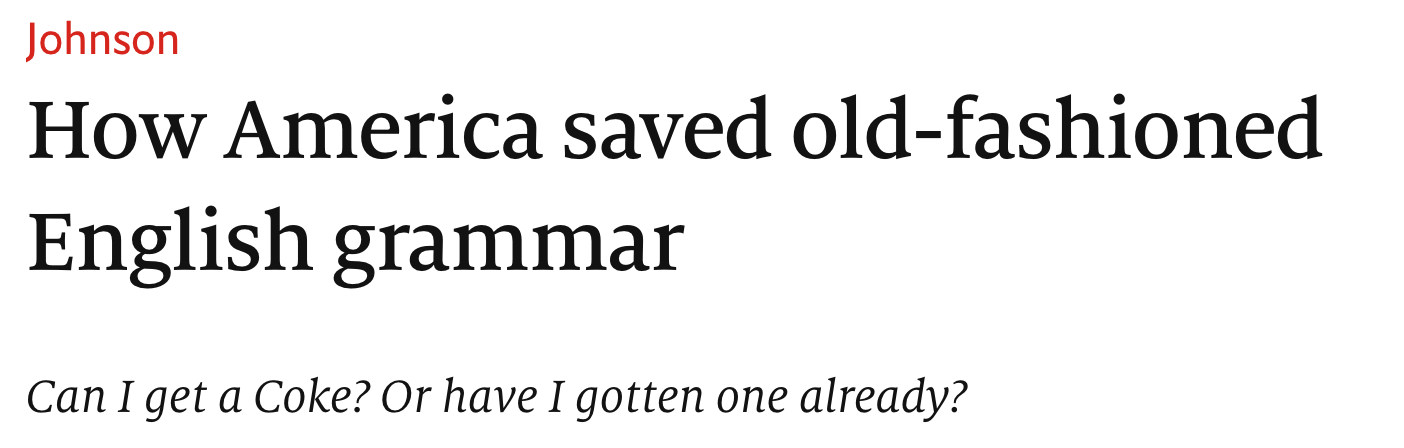 Johnson
How America saved old-fashioned
English grammar
Can I get a Coke? Or have I gotten one already?